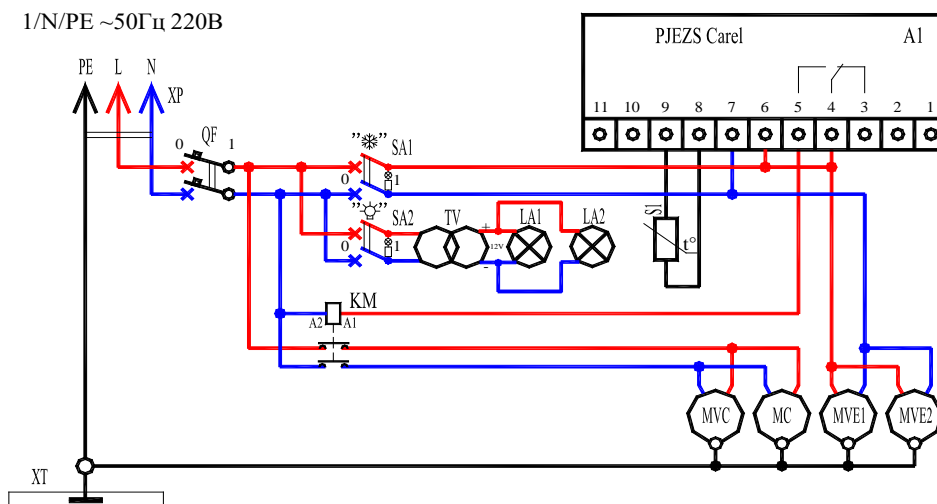 1/N/PE ~50Гц 220В
PJEZS Carel A1
PE L N XP
11 10 9 8 7 6 5 4 3 2 1
QF
0 1
"❄" SA1
0 1
"💡" SA2
0 1
TV
+ 12V -
LA1 LA2
S1
t°
KM
A2 A1
MVC MC MVE1 MVE2
XT